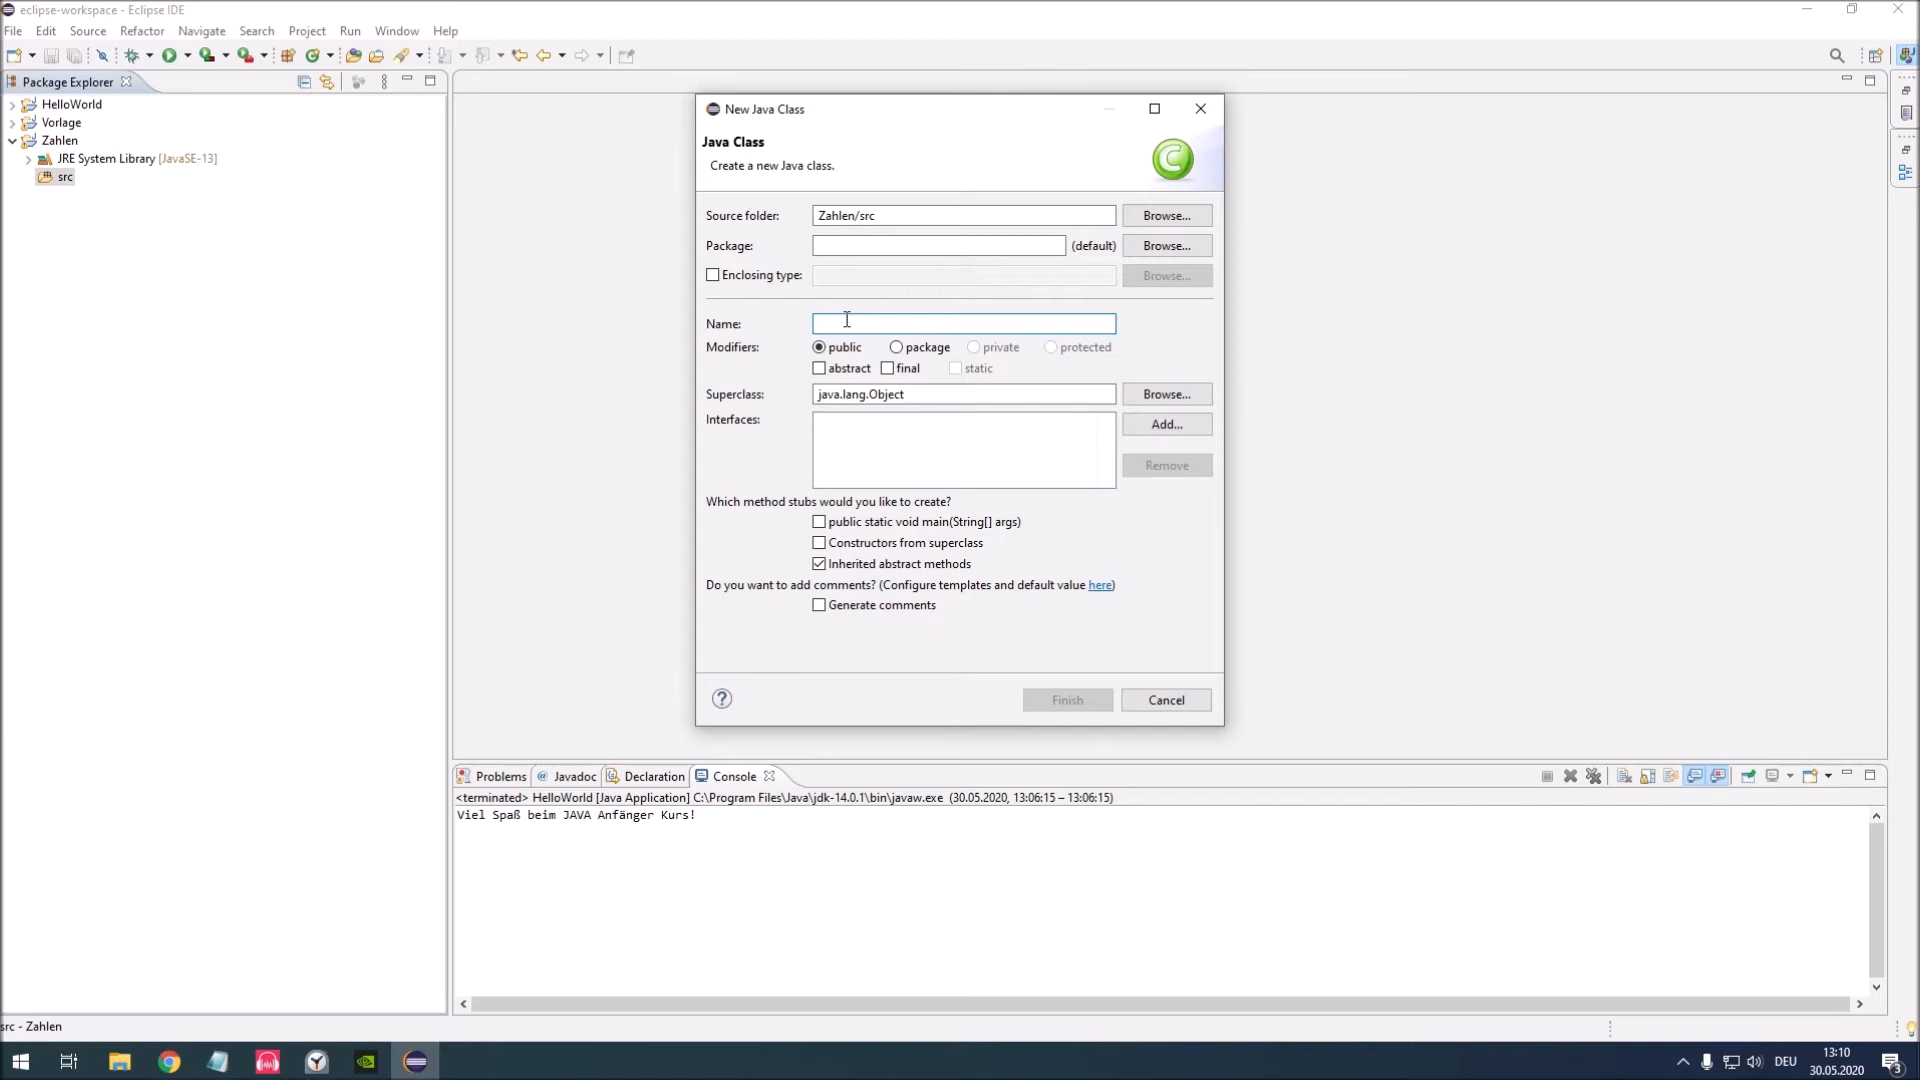 eclipse-workspace - Eclipse IDE
File Edit Source Refactor Navigate Search Project Run Window Help
Package Explorer
HelloWorld
Vorlage
Zahlen
JRE System Library [JavaSE-13]
src
New Java Class
Java Class
Create a new Java class.
Source folder: Zahlen/src Browse...
Package: (default) Browse...
Enclosing type: Browse...
Name:
Modifiers: public package private protected
abstract final static
Superclass: java.lang.Object Browse...
Interfaces: Add...
Remove
Which method stubs would you like to create?
public static void main(String[] args)
Constructors from superclass
Inherited abstract methods
Do you want to add comments? (Configure templates and default value here)
Generate comments
Finish Cancel
Problems Javadoc Declaration Console
<terminated> HelloWorld [Java Application] C:\Program Files\Java\jdk-14.0.1\bin\javaw.exe (30.05.2020, 13:06:15 – 13:06:15)
Viel Spaß beim JAVA Anfänger Kurs!
src - Zahlen
DEU
13:10
30.05.2020
3